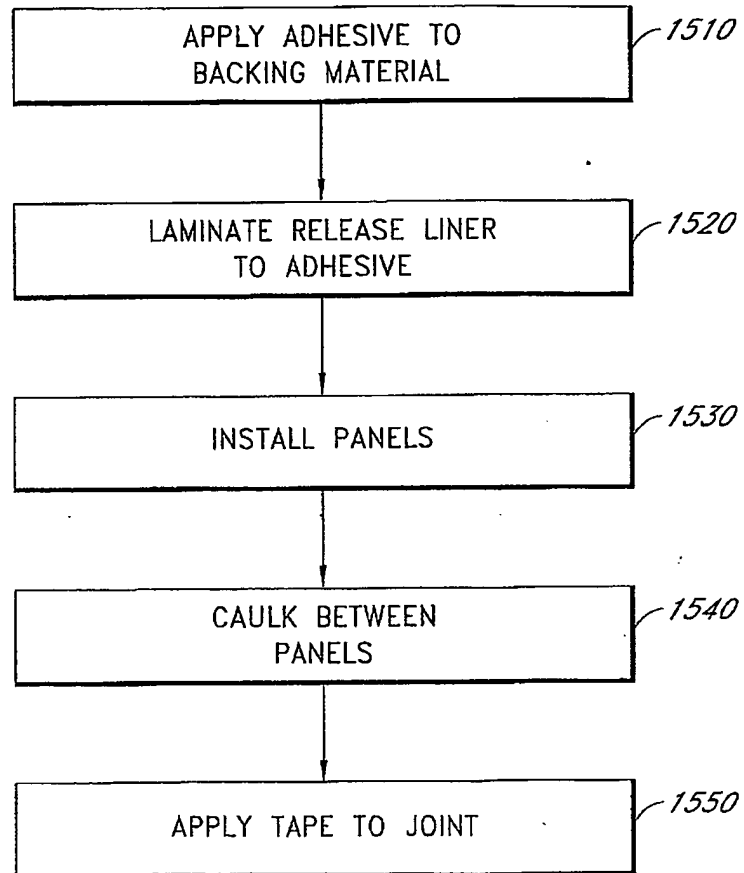 APPLY ADHESIVE TO
BACKING MATERIAL
1510
LAMINATE RELEASE LINER
TO ADHESIVE
1520
INSTALL PANELS
1530
CAULK BETWEEN
PANELS
1540
APPLY TAPE TO JOINT
1550